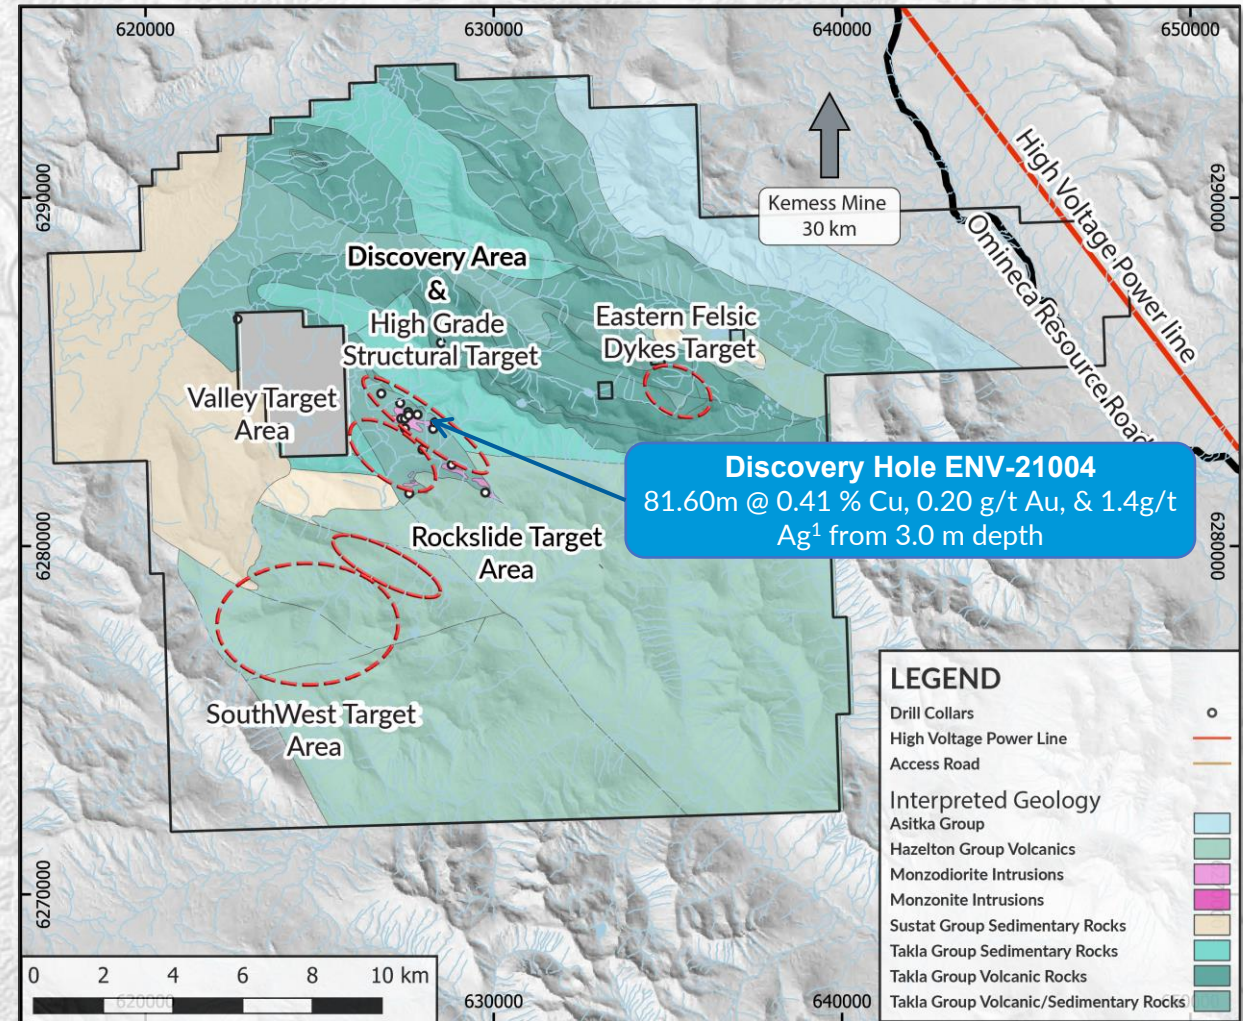 620000
630000
640000
650000
High Voltage Power line
Kemess Mine
30 km
6290000
6290000
Omineca Resource Road
Discovery Area
&
High Grade
Structural Target
Eastern Felsic
Dykes Target
Valley Target
Area
Discovery Hole ENV-21004
81.60m @ 0.41 % Cu, 0.20 g/t Au, & 1.4g/t
Ag1 from 3.0 m depth
Rockslide Target
Area
6280000
6280000
SouthWest Target
Area
LEGEND
Drill Collars
High Voltage Power Line
Access Road
Interpreted Geology
Asitka Group
Hazelton Group Volcanics
Monzodiorite Intrusions
Monzonite Intrusions
Sustat Group Sedimentary Rocks
Takla Group Sedimentary Rocks
Takla Group Volcanic Rocks
Takla Group Volcanic/Sedimentary Rocks
6270000
0 2 4 6 8 10 km
620000
630000
640000